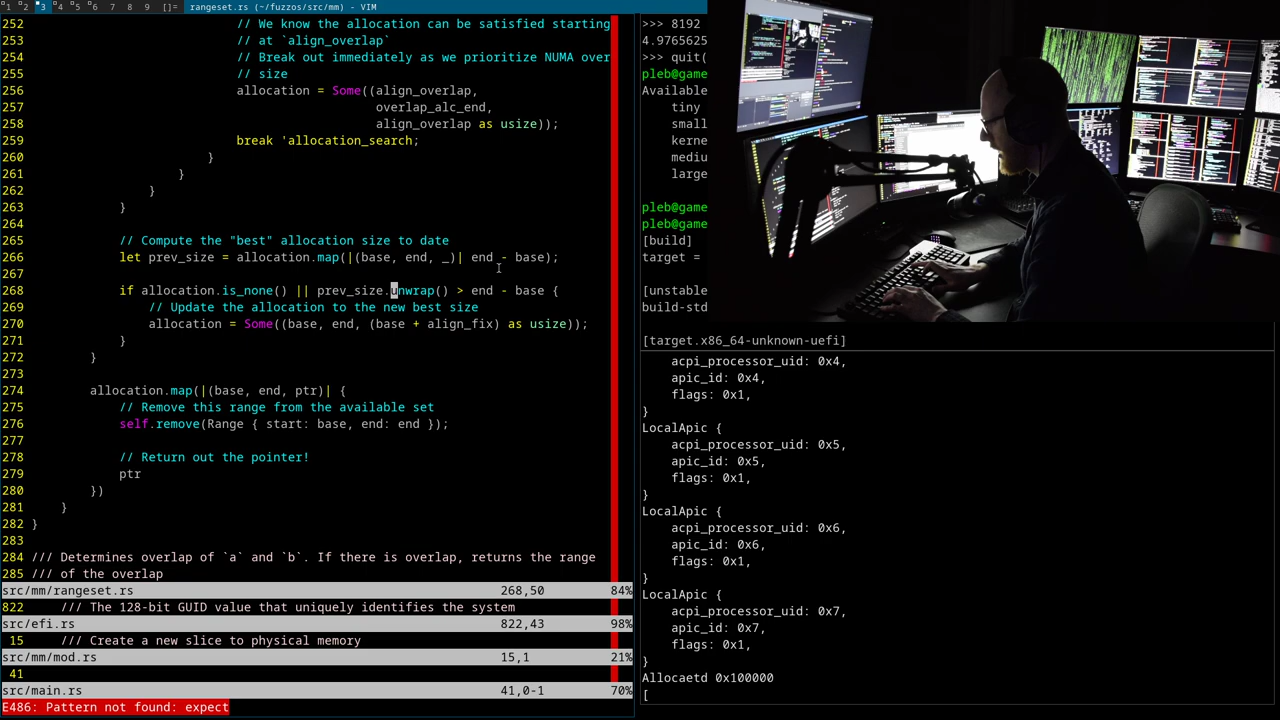 1 2 3 4 5 6 7 8 9 []= rangeset.rs (~/fuzzos/src/mm) - VIM
252 // We know the allocation can be satisfied starting
253 // at `align_overlap`
254 // Break out immediately as we prioritize NUMA over
255 // size
256 allocation = Some((align_overlap,
257 overlap_alc_end,
258 align_overlap as usize));
259 break 'allocation_search;
260 }
261 }
262 }
263 }
264
265 // Compute the "best" allocation size to date
266 let prev_size = allocation.map(|(base, end, _)| end - base);
267
268 if allocation.is_none() || prev_size.unwrap() > end - base {
269 // Update the allocation to the new best size
270 allocation = Some((base, end, (base + align_fix) as usize));
271 }
272 }
273
274 allocation.map(|(base, end, ptr)| {
275 // Remove this range from the available set
276 self.remove(Range { start: base, end: end });
277
278 // Return out the pointer!
279 ptr
280 })
281 }
282 }
283
284 /// Determines overlap of `a` and `b`. If there is overlap, returns the range
285 /// of the overlap
src/mm/rangeset.rs 268,50 84%
822 /// The 128-bit GUID value that uniquely identifies the system
src/efi.rs 822,43 98%
15 /// Create a new slice to physical memory
src/mm/mod.rs 15,1 21%
41
src/main.rs 41,0-1 70%
E486: Pattern not found: expect
>>> 8192
4.9765625
>>> quit(
pleb@game
Available
tiny
small
kerne
mediu
large
pleb@game
pleb@game
[build]
target =
[unstable
build-std
[target.x86_64-unknown-uefi]
acpi_processor_uid: 0x4,
apic_id: 0x4,
flags: 0x1,
}
LocalApic {
acpi_processor_uid: 0x5,
apic_id: 0x5,
flags: 0x1,
}
LocalApic {
acpi_processor_uid: 0x6,
apic_id: 0x6,
flags: 0x1,
}
LocalApic {
acpi_processor_uid: 0x7,
apic_id: 0x7,
flags: 0x1,
}
Allocaetd 0x100000
[